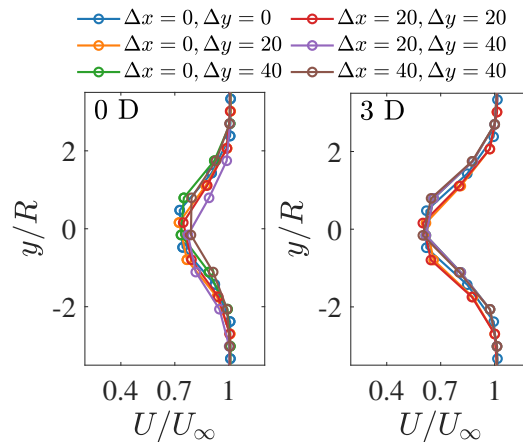 Δx = 0, Δy = 0 Δx = 20, Δy = 20
Δx = 0, Δy = 20 Δx = 20, Δy = 40
Δx = 0, Δy = 40 Δx = 40, Δy = 40
0 D 3 D
2 2
0 0
-2 -2
y/R y/R
0.4 0.7 1 0.4 0.7 1
U/U∞ U/U∞